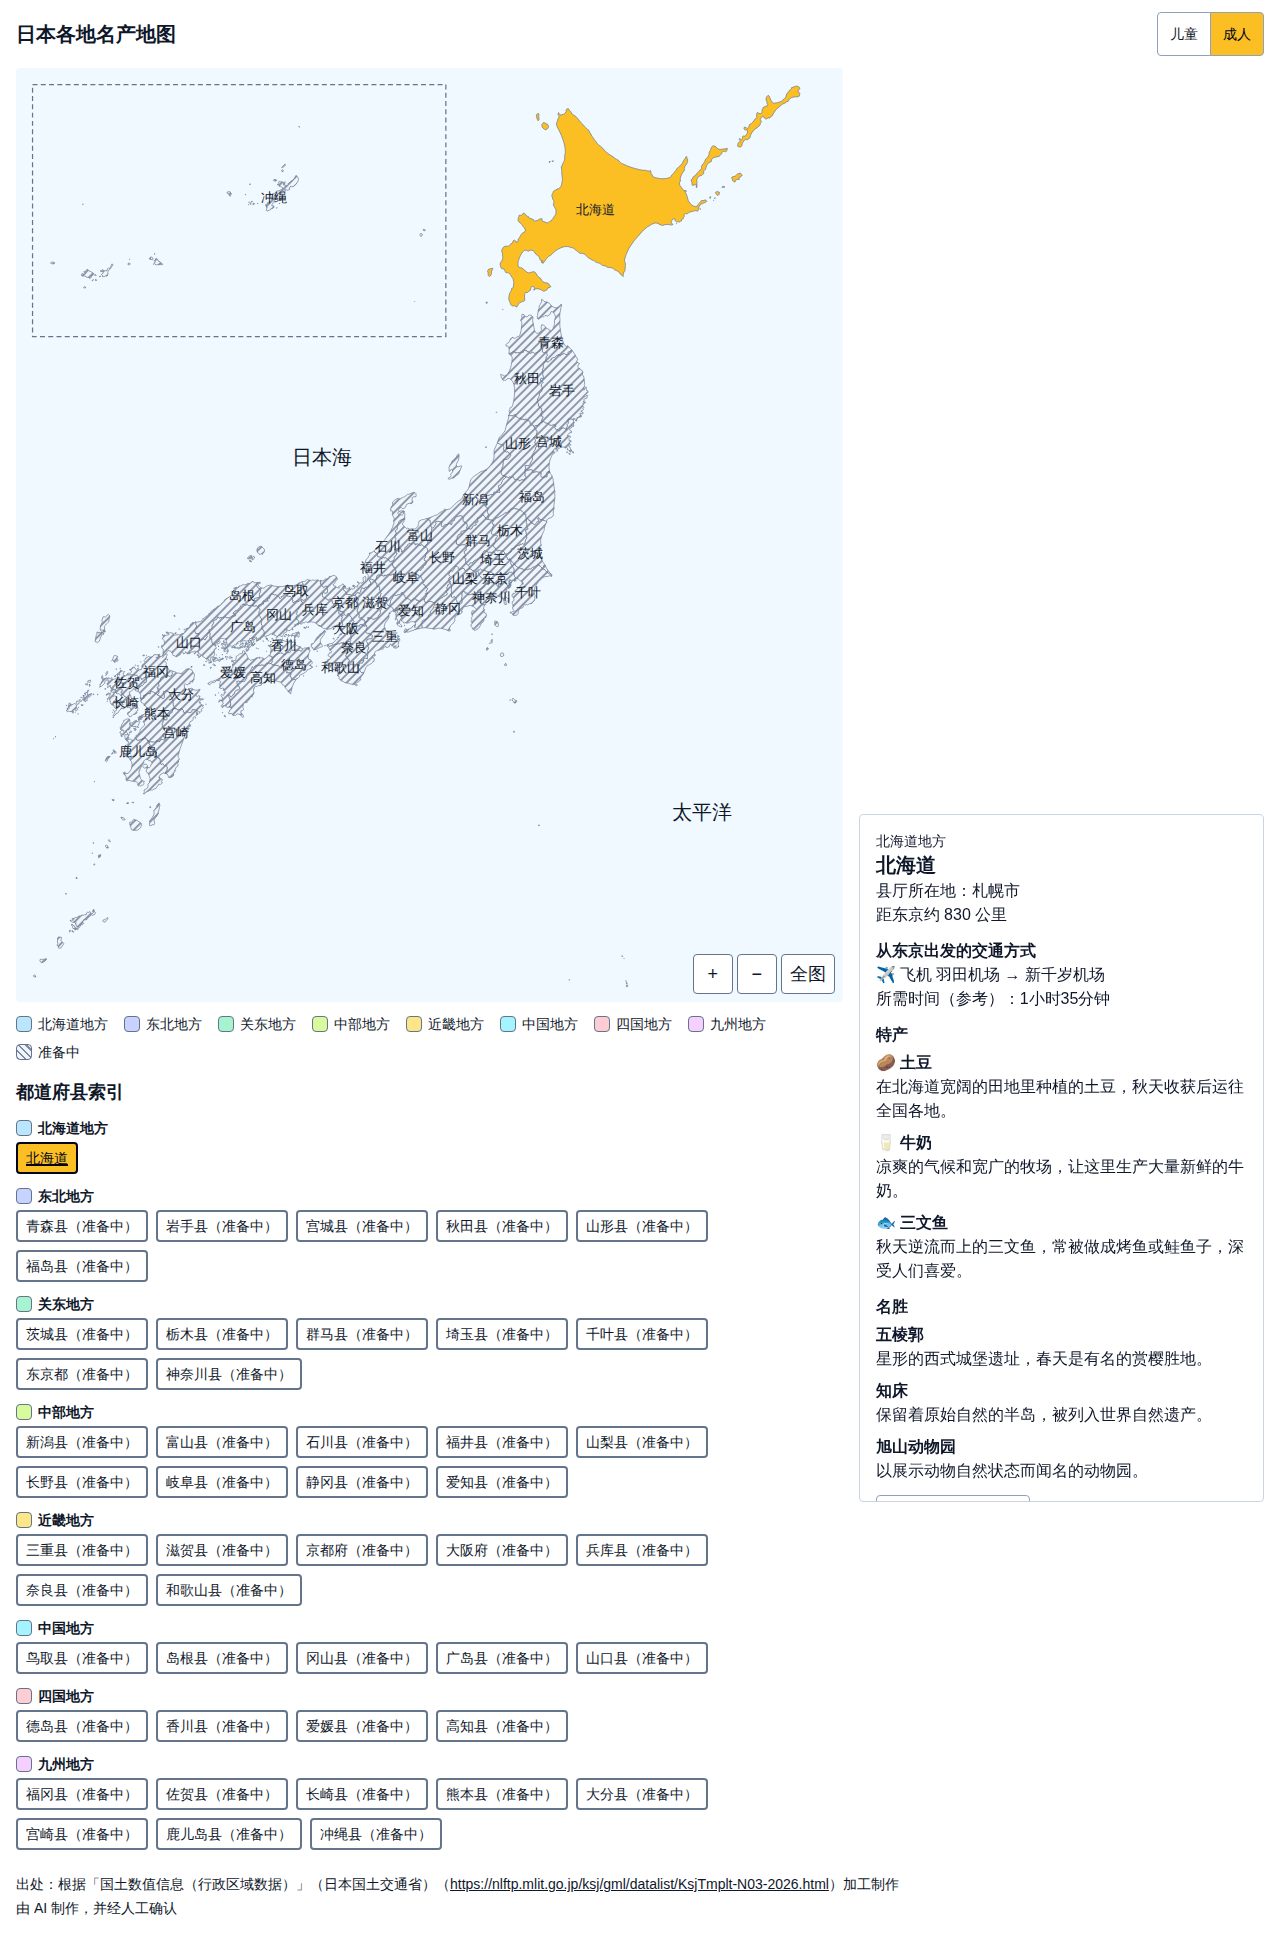 日本各地名产地图
儿童 成人
冲绳
北海道
青森
秋田
岩手
山形 宫城
日本海
新潟 福岛
富山 群马 栃木
石川 长野 埼玉 茨城
福井 岐阜 山梨 东京
岛根 鸟取 神奈川 千叶
冈山 兵库 京都 滋贺 爱知 静冈
广岛 大阪 三重
山口 香川 奈良
福冈 爱媛 高知 德岛 和歌山
佐贺
长崎 大分
熊本
宫崎
鹿儿岛
太平洋
+ − 全图
北海道地方 东北地方 关东地方 中部地方 近畿地方 中国地方 四国地方 九州地方
准备中
都道府县索引
北海道地方
北海道
东北地方
青森县（准备中） 岩手县（准备中） 宫城县（准备中） 秋田县（准备中） 山形县（准备中）
福岛县（准备中）
关东地方
茨城县（准备中） 栃木县（准备中） 群马县（准备中） 埼玉县（准备中） 千叶县（准备中）
东京都（准备中） 神奈川县（准备中）
中部地方
新潟县（准备中） 富山县（准备中） 石川县（准备中） 福井县（准备中） 山梨县（准备中）
长野县（准备中） 岐阜县（准备中） 静冈县（准备中） 爱知县（准备中）
近畿地方
三重县（准备中） 滋贺县（准备中） 京都府（准备中） 大阪府（准备中） 兵库县（准备中）
奈良县（准备中） 和歌山县（准备中）
中国地方
鸟取县（准备中） 岛根县（准备中） 冈山县（准备中） 广岛县（准备中） 山口县（准备中）
四国地方
德岛县（准备中） 香川县（准备中） 爱媛县（准备中） 高知县（准备中）
九州地方
福冈县（准备中） 佐贺县（准备中） 长崎县（准备中） 熊本县（准备中） 大分县（准备中）
宫崎县（准备中） 鹿儿岛县（准备中） 冲绳县（准备中）
北海道地方
北海道
县厅所在地：札幌市
距东京约 830 公里
从东京出发的交通方式
✈️ 飞机 羽田机场 → 新千岁机场
所需时间（参考）：1小时35分钟
特产
🥔 土豆
在北海道宽阔的田地里种植的土豆，秋天收获后运往
全国各地。
🥛 牛奶
凉爽的气候和宽广的牧场，让这里生产大量新鲜的牛
奶。
🐟 三文鱼
秋天逆流而上的三文鱼，常被做成烤鱼或鲑鱼子，深
受人们喜爱。
名胜
五棱郭
星形的西式城堡遗址，春天是有名的赏樱胜地。
知床
保留着原始自然的半岛，被列入世界自然遗产。
旭山动物园
以展示动物自然状态而闻名的动物园。
出处：根据「国土数值信息（行政区域数据）」（日本国土交通省）（https://nlftp.mlit.go.jp/ksj/gml/datalist/KsjTmplt-N03-2026.html）加工制作
由 AI 制作，并经人工确认